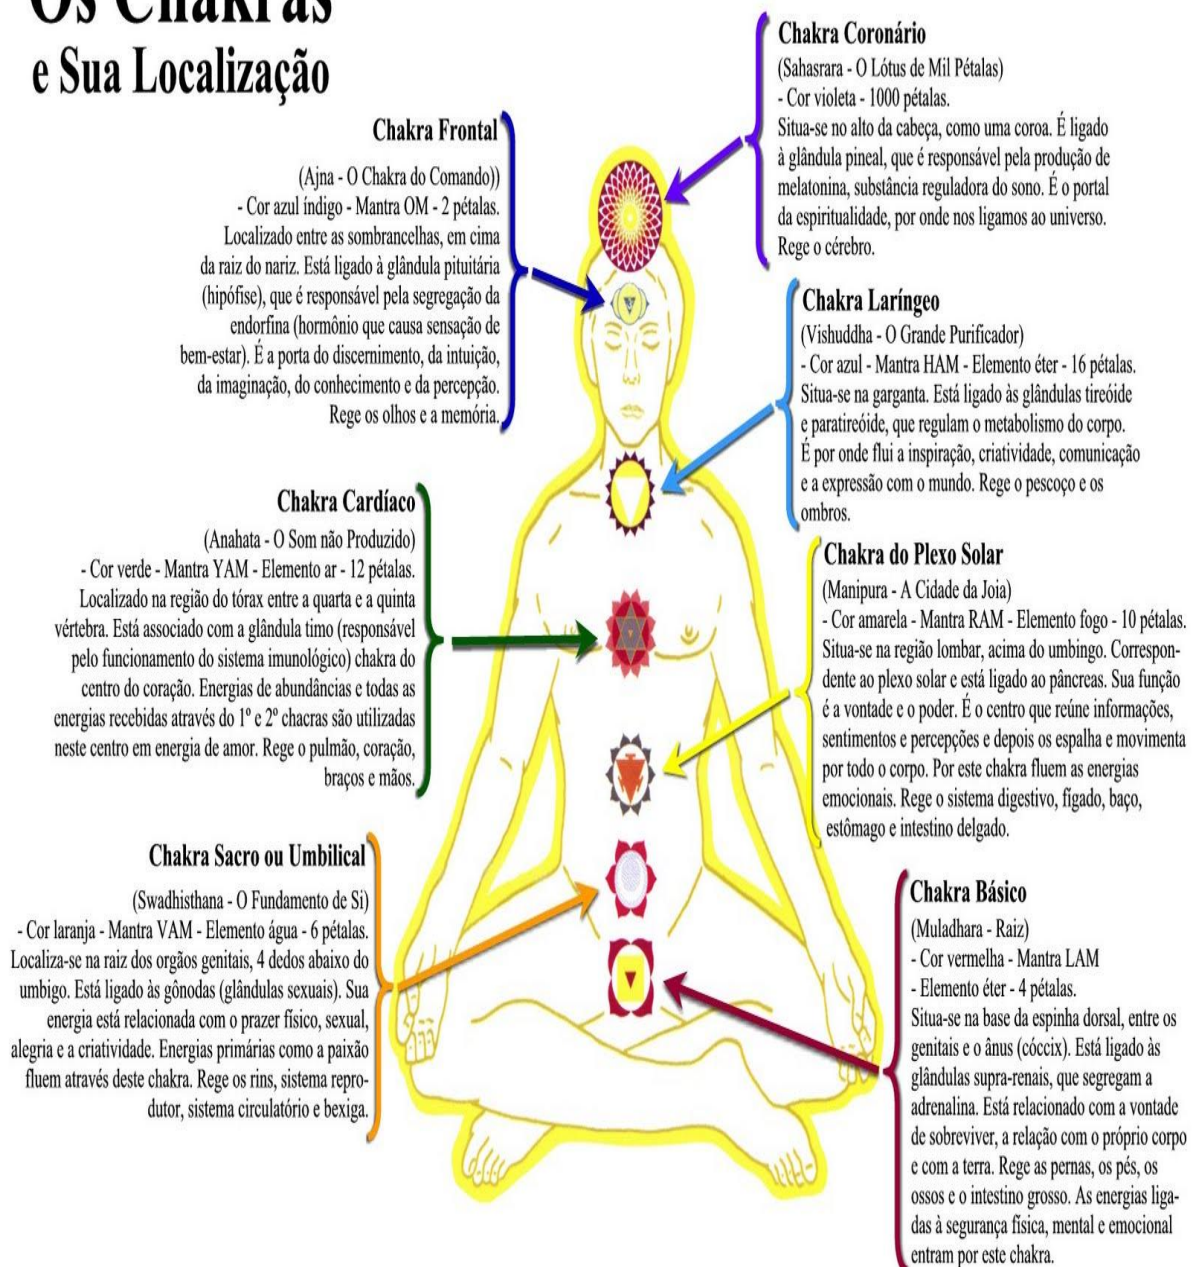 Os Chakras
e Sua Localização
Chakra Frontal
(Ajna - O Chakra do Comando))
- Cor azul índigo - Mantra OM - 2 pétalas.
Localizado entre as sombrancelhas, em cima
da raiz do nariz. Está ligado à glândula pituitária
(hipófise), que é responsável pela segregação da
endorfina (hormônio que causa sensação de
bem-estar). É a porta do discernimento, da intuição,
da imaginação, do conhecimento e da percepção.
Rege os olhos e a memória.
Chakra Cardíaco
(Anahata - O Som não Produzido)
- Cor verde - Mantra YAM - Elemento ar - 12 pétalas.
Localizado na região do tórax entre a quarta e a quinta
vértebra. Está associado com a glândula timo (responsável
pelo funcionamento do sistema imunológico) chakra do
centro do coração. Energias de abundâncias e todas as
energias recebidas através do 1º e 2º chacras são utilizadas
neste centro em energia de amor. Rege o pulmão, coração,
braços e mãos.
Chakra Sacro ou Umbilical
(Swadhisthana - O Fundamento de Si)
- Cor laranja - Mantra VAM - Elemento água - 6 pétalas.
Localiza-se na raiz dos orgãos genitais, 4 dedos abaixo do
umbigo. Está ligado às gônodas (glândulas sexuais). Sua
energia está relacionada com o prazer físico, sexual,
alegria e a criatividade. Energias primárias como a paixão
fluem através deste chakra. Rege os rins, sistema repro-
dutor, sistema circulatório e bexiga.
Chakra Coronário
(Sahasrara - O Lótus de Mil Pétalas)
- Cor violeta - 1000 pétalas.
Situa-se no alto da cabeça, como uma coroa. É ligado
à glândula pineal, que é responsável pela produção de
melatonina, substância reguladora do sono. É o portal
da espiritualidade, por onde nos ligamos ao universo.
Rege o cérebro.
Chakra Laríngeo
(Vishuddha - O Grande Purificador)
- Cor azul - Mantra HAM - Elemento éter - 16 pétalas.
Situa-se na garganta. Está ligado às glândulas tireóide
e paratireóide, que regulam o metabolismo do corpo.
É por onde flui a inspiração, criatividade, comunicação
e a expressão com o mundo. Rege o pescoço e os
ombros.
Chakra do Plexo Solar
(Manipura - A Cidade da Joia)
- Cor amarela - Mantra RAM - Elemento fogo - 10 pétalas.
Situa-se na região lombar, acima do umbingo. Correspon-
dente ao plexo solar e está ligado ao pâncreas. Sua função
é a vontade e o poder. É o centro que reúne informações,
sentimentos e percepções e depois os espalha e movimenta
por todo o corpo. Por este chakra fluem as energias
emocionais. Rege o sistema digestivo, fígado, baço,
estômago e intestino delgado.
Chakra Básico
(Muladhara - Raiz)
- Cor vermelha - Mantra LAM
- Elemento éter - 4 pétalas.
Situa-se na base da espinha dorsal, entre os
genitais e o ânus (cóccix). Está ligado às
glândulas supra-renais, que segregam a
adrenalina. Está relacionado com a vontade
de sobreviver, a relação com o próprio corpo
e com a terra. Rege as pernas, os pés, os
ossos e o intestino grosso. As energias liga-
das à segurança física, mental e emocional
entram por este chakra.